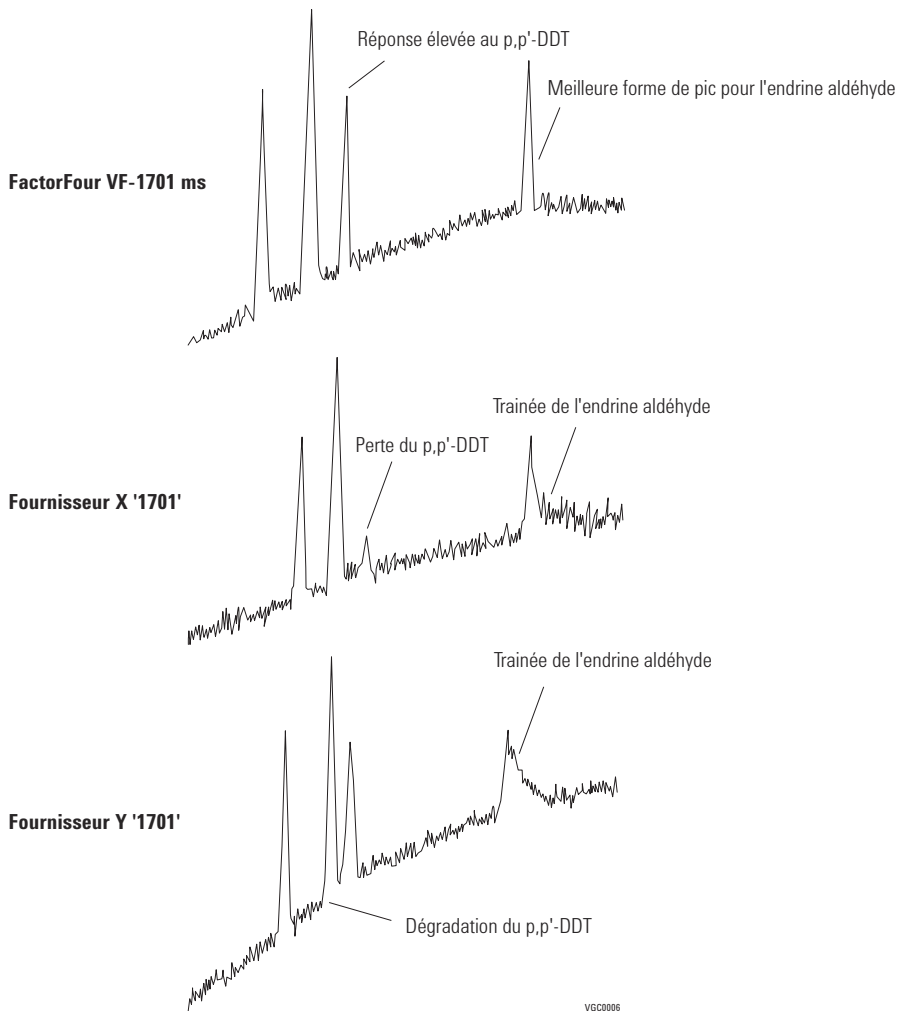 Réponse élevée au p,p'-DDT
Meilleure forme de pic pour l'endrine aldéhyde
FactorFour VF-1701 ms
Trainée de l'endrine aldéhyde
Perte du p,p'-DDT
Fournisseur X '1701'
Trainée de l'endrine aldéhyde
Fournisseur Y '1701'
Dégradation du p,p'-DDT
VGC0006